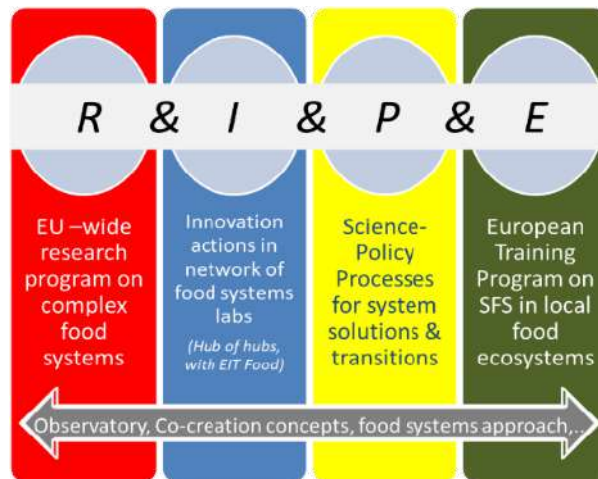 R & I & P & E
EU –wide
research
program on
complex
food
systems
Innovation
actions in
network of
food systems
labs
(Hub of hubs,
with EIT Food)
Science-
Policy
Processes
for system
solutions &
transitions
European
Training
Program on
SFS in local
food
ecosystems
Observatory, Co-creation concepts, food systems approach,...